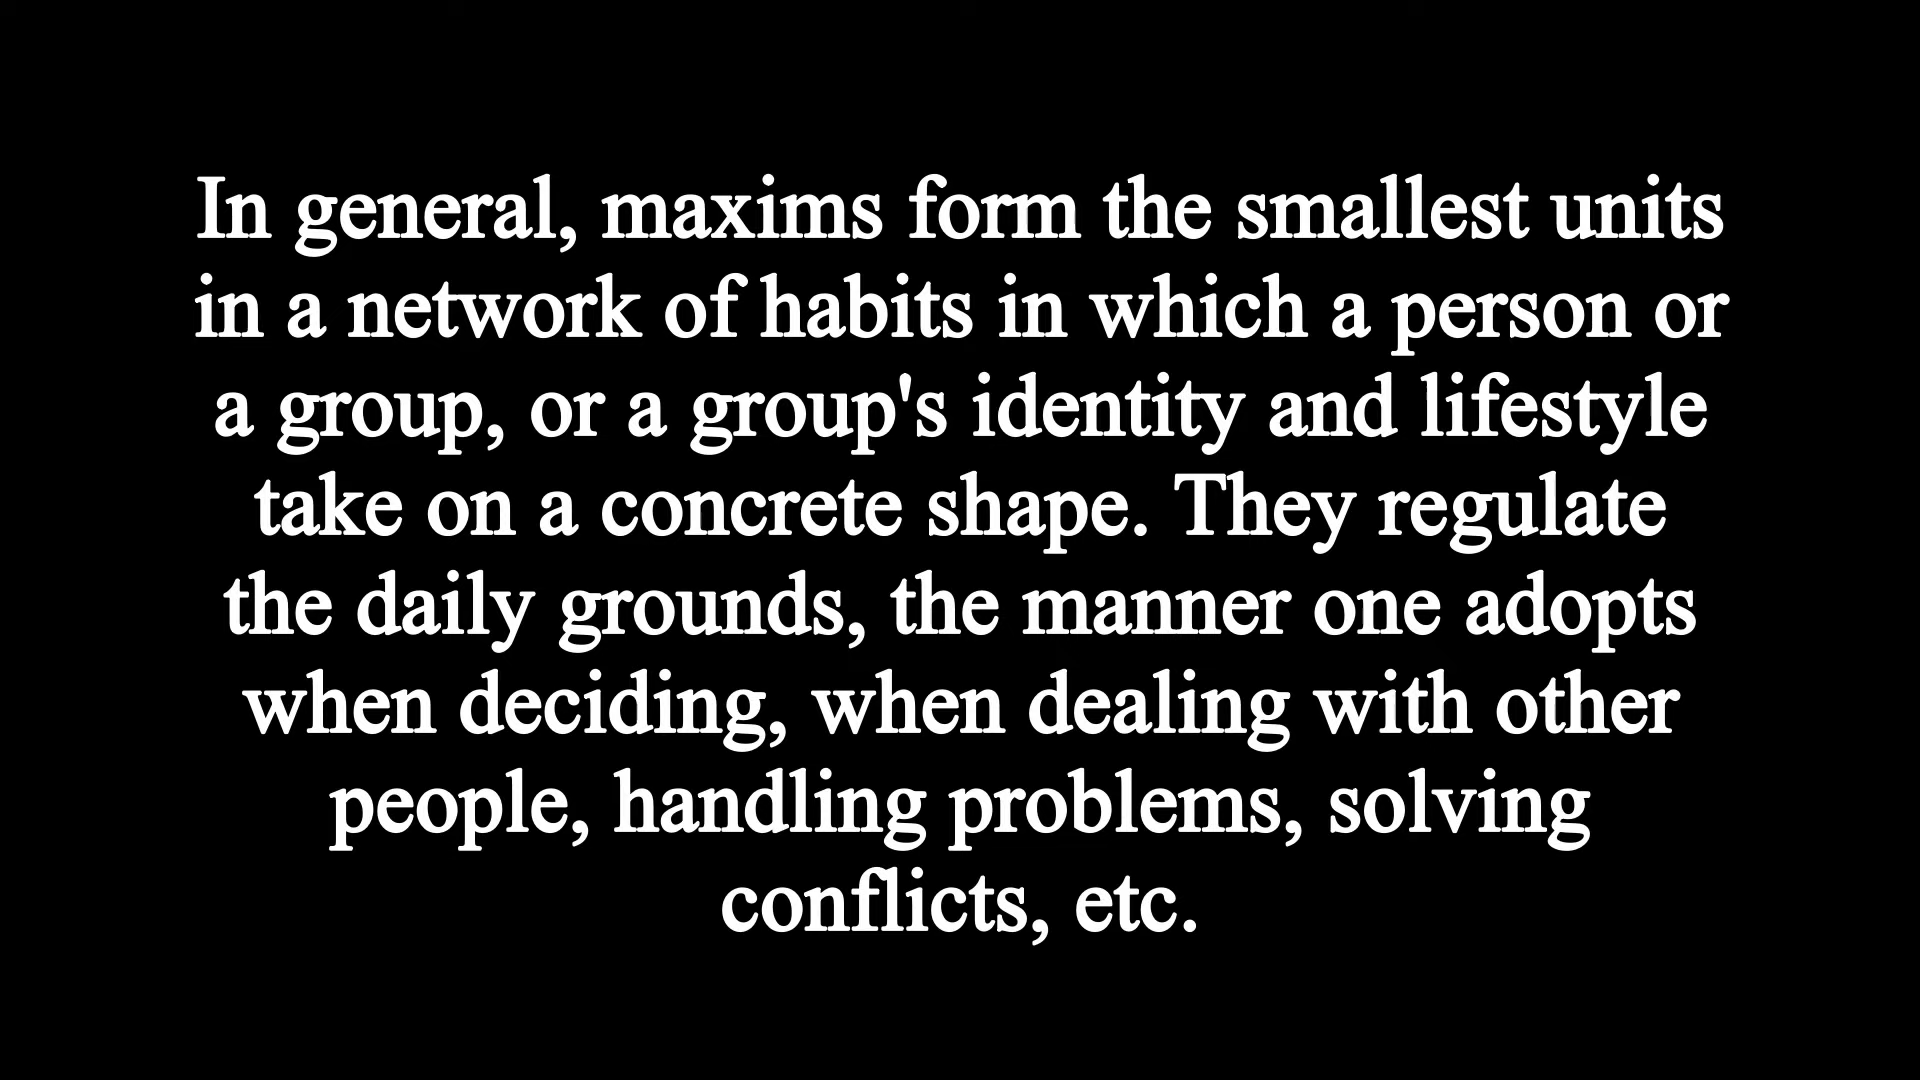 In general, maxims form the smallest units
in a network of habits in which a person or
a group, or a group's identity and lifestyle
take on a concrete shape. They regulate
the daily grounds, the manner one adopts
when deciding, when dealing with other
people, handling problems, solving
conflicts, etc.